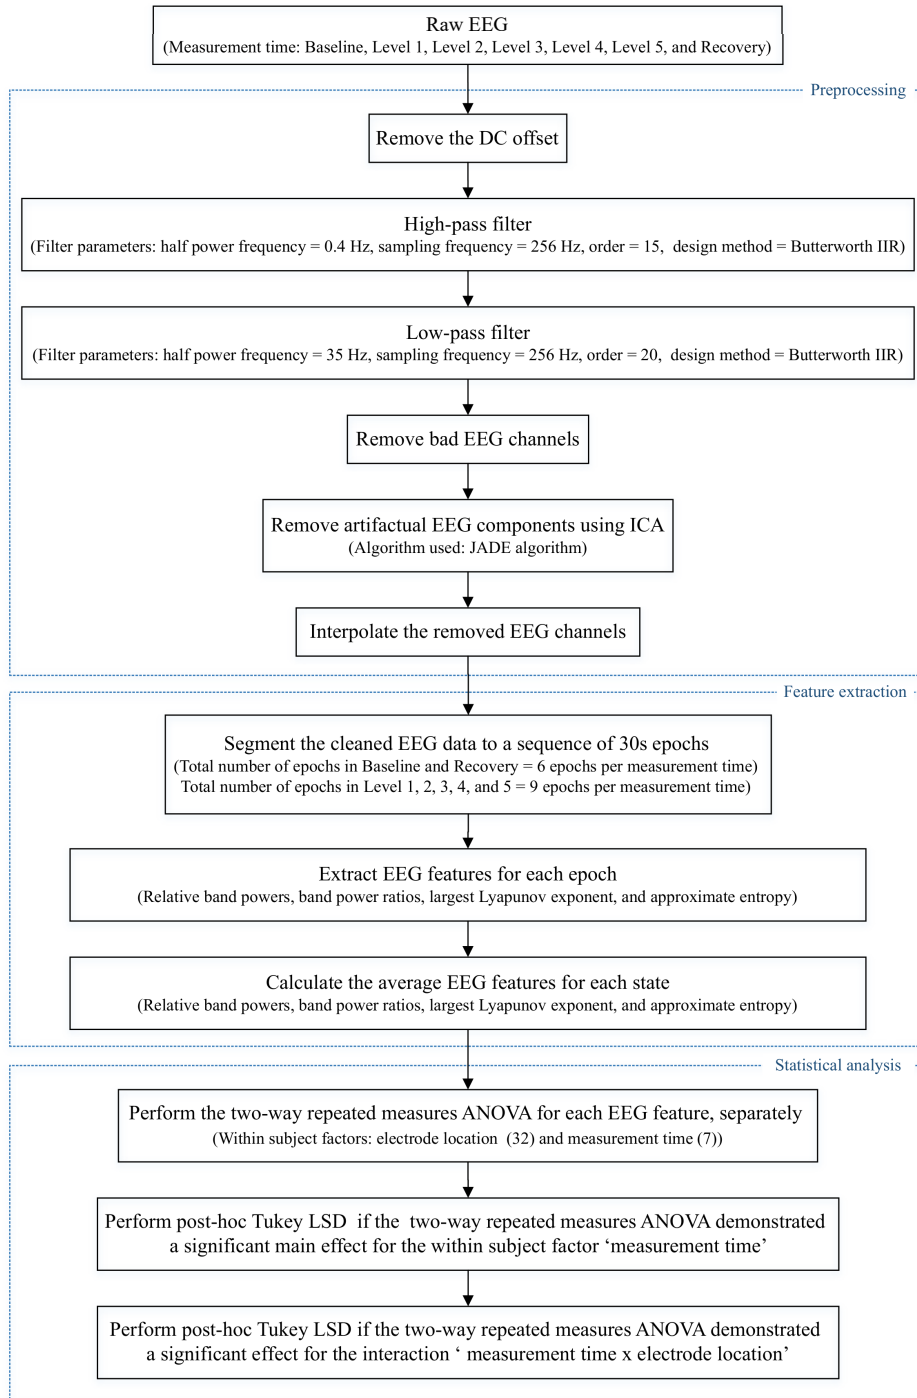 Raw EEG
(Measurement time: Baseline, Level 1, Level 2, Level 3, Level 4, Level 5, and Recovery)
Preprocessing
Remove the DC offset
High-pass filter
(Filter parameters: half power frequency = 0.4 Hz, sampling frequency = 256 Hz, order = 15,  design method = Butterworth IIR)
Low-pass filter
(Filter parameters: half power frequency = 35 Hz, sampling frequency = 256 Hz, order = 20,  design method = Butterworth IIR)
Remove bad EEG channels
Remove artifactual EEG components using ICA
(Algorithm used: JADE algorithm)
Interpolate the removed EEG channels
Feature extraction
Segment the cleaned EEG data to a sequence of 30s epochs
(Total number of epochs in Baseline and Recovery = 6 epochs per measurement time)
Total number of epochs in Level 1, 2, 3, 4, and 5 = 9 epochs per measurement time)
Extract EEG features for each epoch
(Relative band powers, band power ratios, largest Lyapunov exponent, and approximate entropy)
Calculate the average EEG features for each state
(Relative band powers, band power ratios, largest Lyapunov exponent, and approximate entropy)
Statistical analysis
Perform the two-way repeated measures ANOVA for each EEG feature, separately
(Within subject factors: electrode location  (32) and measurement time (7))
Perform post-hoc Tukey LSD  if the  two-way repeated measures ANOVA demonstrated
a significant main effect for the within subject factor ‘measurement time’
Perform post-hoc Tukey LSD if the two-way repeated measures ANOVA demonstrated
a significant effect for the interaction ‘ measurement time x electrode location’